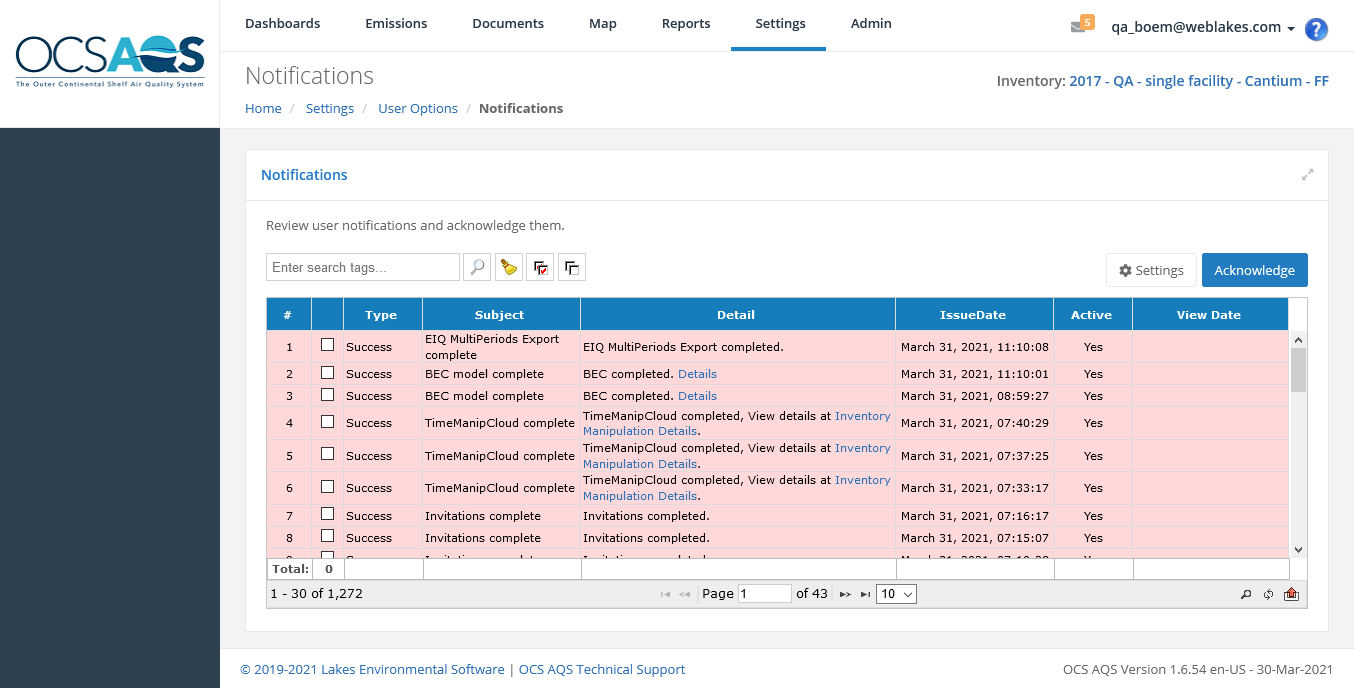 OCSAQS
The Outer Continental Shelf Air Quality System
Dashboards Emissions Documents Map Reports Settings Admin
5 qa_boem@weblakes.com ?
Notifications
Inventory: 2017 - QA - single facility - Cantium - FF
Home / Settings / User Options / Notifications
Notifications
Review user notifications and acknowledge them.
Enter search tags...
Settings Acknowledge
# Type Subject Detail IssueDate Active View Date
1 Success EIQ MultiPeriods Export complete EIQ MultiPeriods Export completed. March 31, 2021, 11:10:08 Yes
2 Success BEC model complete BEC completed. Details March 31, 2021, 11:10:01 Yes
3 Success BEC model complete BEC completed. Details March 31, 2021, 08:59:27 Yes
4 Success TimeManipCloud complete TimeManipCloud completed, View details at Inventory Manipulation Details. March 31, 2021, 07:40:29 Yes
5 Success TimeManipCloud complete TimeManipCloud completed, View details at Inventory Manipulation Details. March 31, 2021, 07:37:25 Yes
6 Success TimeManipCloud complete TimeManipCloud completed, View details at Inventory Manipulation Details. March 31, 2021, 07:33:17 Yes
7 Success Invitations complete Invitations completed. March 31, 2021, 07:16:17 Yes
8 Success Invitations complete Invitations completed. March 31, 2021, 07:15:07 Yes
Total: 0
1 - 30 of 1,272
Page 1 of 43 10
© 2019-2021 Lakes Environmental Software | OCS AQS Technical Support
OCS AQS Version 1.6.54 en-US - 30-Mar-2021